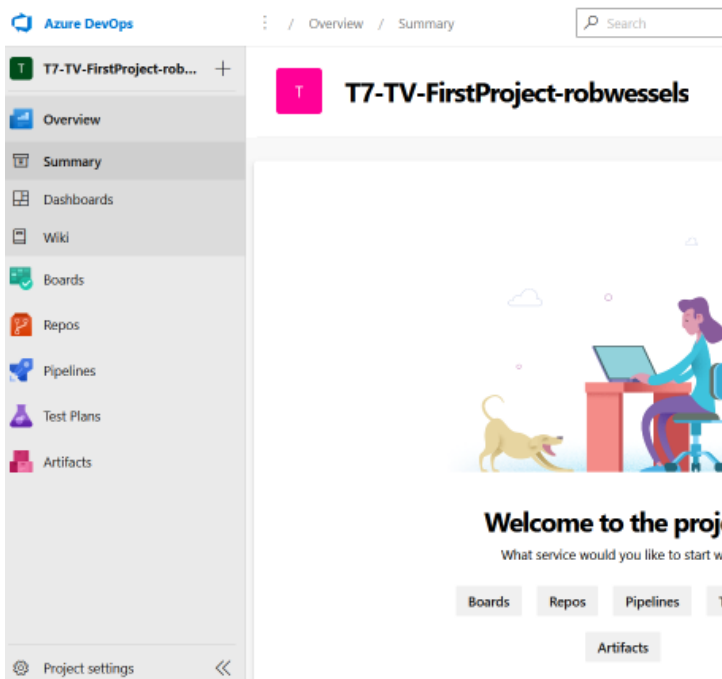 Azure DevOps
/ Overview / Summary
Search
T T7-TV-FirstProject-rob... +
T T7-TV-FirstProject-robwessels
Overview
Summary
Dashboards
Wiki
Boards
Repos
Pipelines
Test Plans
Artifacts
Welcome to the proj
What service would you like to start w
Boards Repos Pipelines T
Artifacts
Project settings